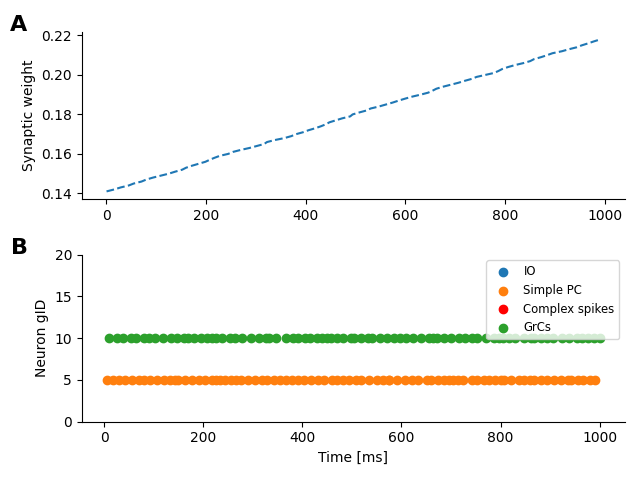 A
0.22
0.20
0.18
0.16
0.14
Synaptic weight
0 200 400 600 800 1000
B
20
15
10
5
0
Neuron gID
IO
Simple PC
Complex spikes
GrCs
0 200 400 600 800 1000
Time [ms]